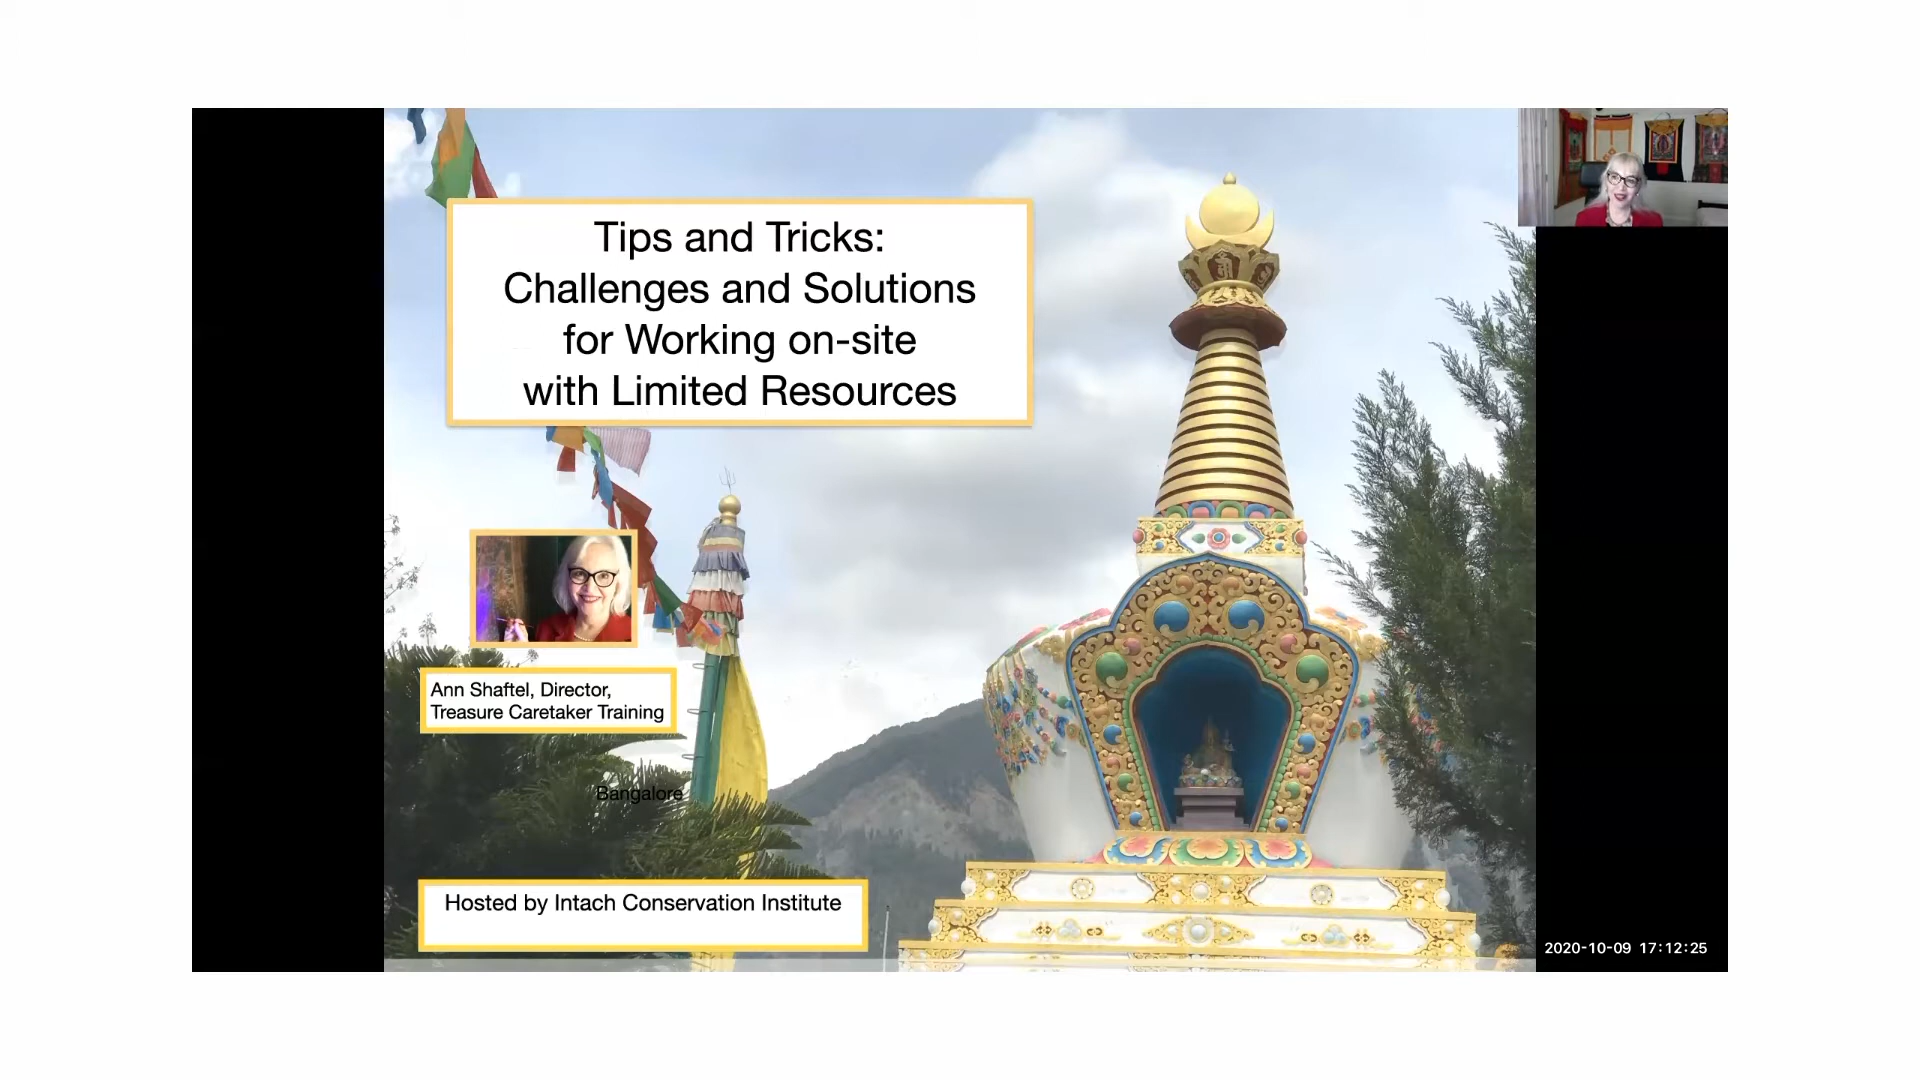 Tips and Tricks:
Challenges and Solutions
for Working on-site
with Limited Resources
Ann Shaftel, Director,
Treasure Caretaker Training
Bangalore
Hosted by Intach Conservation Institute
2020-10-09 17:12:25